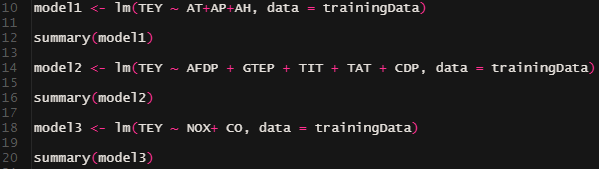 10 model1 <- lm(TEY ~ AT+AP+AH, data = trainingData)
11
12 summary(model1)
13
14 model2 <- lm(TEY ~ AFDP + GTEP + TIT + TAT + CDP, data = trainingData)
15
16 summary(model2)
17
18 model3 <- lm(TEY ~ NOX+ CO, data = trainingData)
19
20 summary(model3)